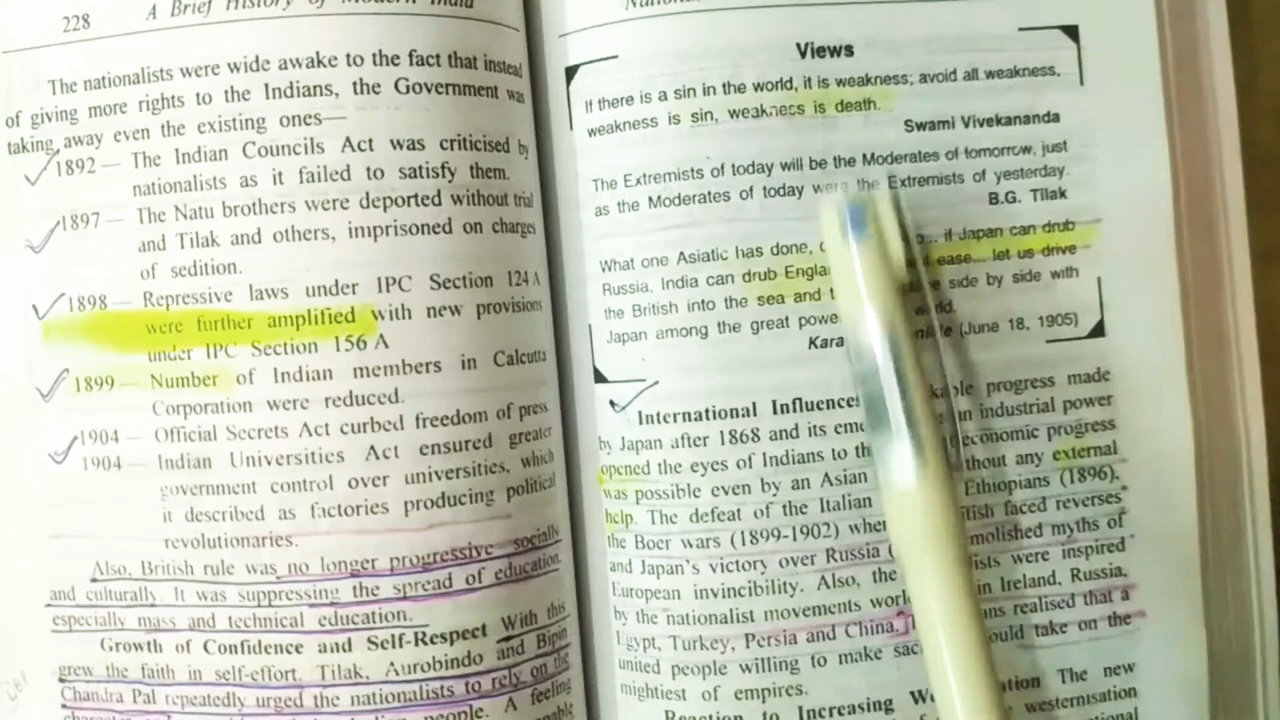 228
A Brief History of Modern India
The nationalists were wide awake to the fact that instead
of giving more rights to the Indians, the Government was
taking away even the existing ones—
1892 — The Indian Councils Act was criticised by
nationalists as it failed to satisfy them.
1897 — The Natu brothers were deported without trial
and Tilak and others, imprisoned on charges
of sedition.
1898 — Repressive laws under IPC Section 124 A
were further amplified with new provisions
under IPC Section 156 A
1899 — Number of Indian members in Calcutta
Corporation were reduced.
1904 — Official Secrets Act curbed freedom of press.
1904 — Indian Universities Act ensured greater
government control over universities, which
it described as factories producing political
revolutionaries.
Also, British rule was no longer progressive socially
and culturally. It was suppressing the spread of education,
especially mass and technical education.
Growth of Confidence and Self-Respect With this
grew the faith in self-effort. Tilak, Aurobindo and Bipin
Chandra Pal repeatedly urged the nationalists to rely on the
people. A feeling
Views
If there is a sin in the world, it is weakness; avoid all weakness,
weakness is sin, weakness is death.
Swami Vivekananda
The Extremists of today will be the Moderates of tomorrow, just
as the Moderates of today were the Extremists of yesterday.
B.G. Tilak
What one Asiatic has done, o... if Japan can drub
Russia, India can drub Engla ease... let us drive
the British into the sea and t side by side with
Japan among the great powe
Kara (June 18, 1905)
International Influences progress made
by Japan after 1868 and its eme in industrial power
opened the eyes of Indians to th economic progress
was possible even by an Asian thout any external
help. The defeat of the Italian Ethiopians (1896),
the Boer wars (1899-1902) wher tish faced reverses
and Japan's victory over Russia ( molished myths of
European invincibility. Also, the ists were inspired
by the nationalist movements worl in Ireland, Russia,
Egypt, Turkey, Persia and China. ns realised that a
united people willing to make sac ould take on the
mightiest of empires.
Reaction to Increasing We tion The new
westernisation